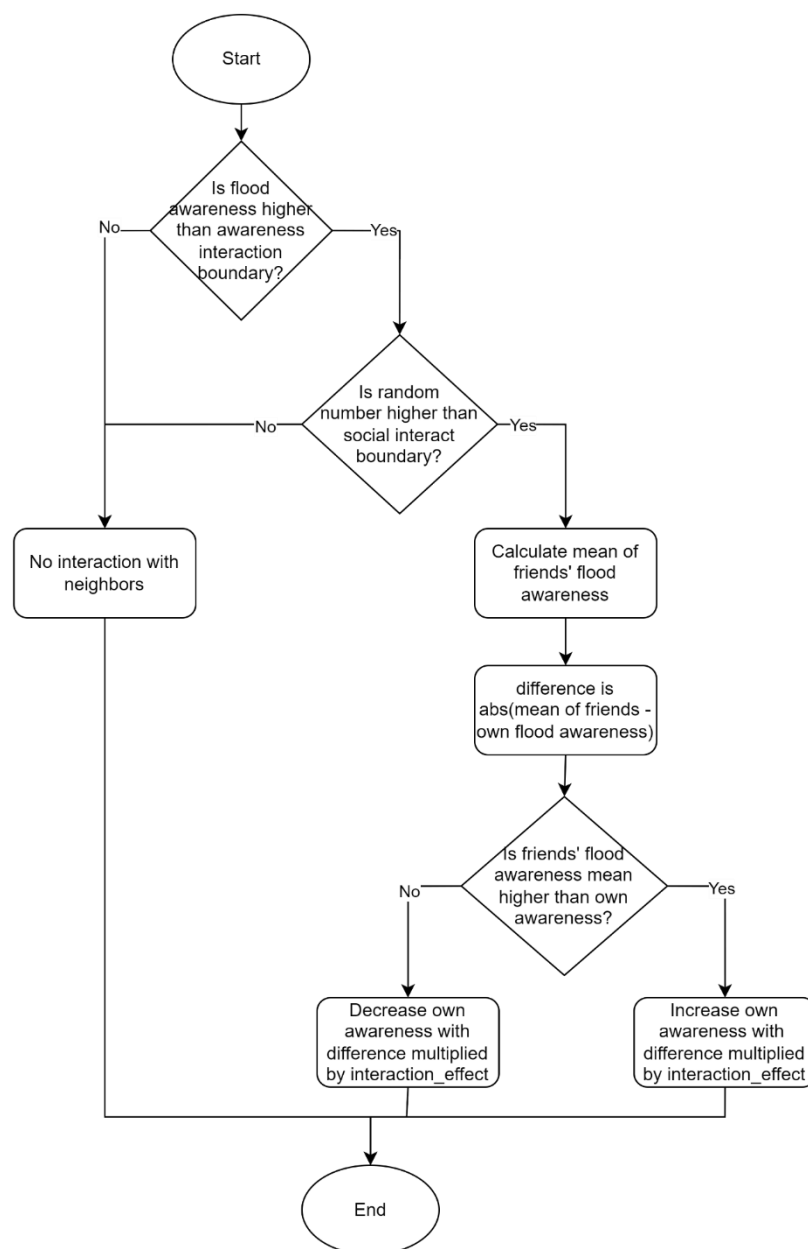 Start
Is flood
awareness higher
than awareness
interaction
boundary?
No
Yes
Is random
number higher than
social interact
boundary?
No
Yes
No interaction with
neighbors
Calculate mean of
friends' flood
awareness
difference is
abs(mean of friends -
own flood awareness)
Is friends' flood
awareness mean
higher than own
awareness?
No
Yes
Decrease own
awareness with
difference multiplied
by interaction_effect
Increase own
awareness with
difference multiplied
by interaction_effect
End